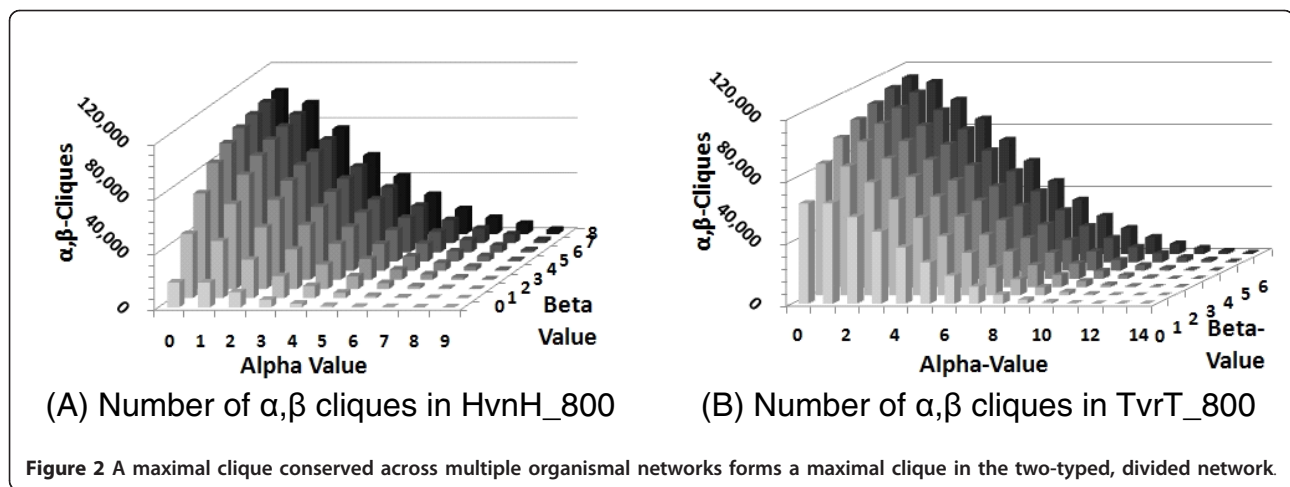 120,000
80,000
40,000
0
α,β-Cliques
0 1 2 3 4 5 6 7 8 9
Alpha Value
0 1 2 3 4 5 6 7 8
Beta Value
(A) Number of α,β cliques in HvnH_800
120,000
80,000
40,000
0
α,β-Cliques
0 2 4 6 8 10 12 14
Alpha-Value
0 1 2 3 4 5 6
Beta-
Value
(B) Number of α,β cliques in TvrT_800
Figure 2 A maximal clique conserved across multiple organismal networks forms a maximal clique in the two-typed, divided network.